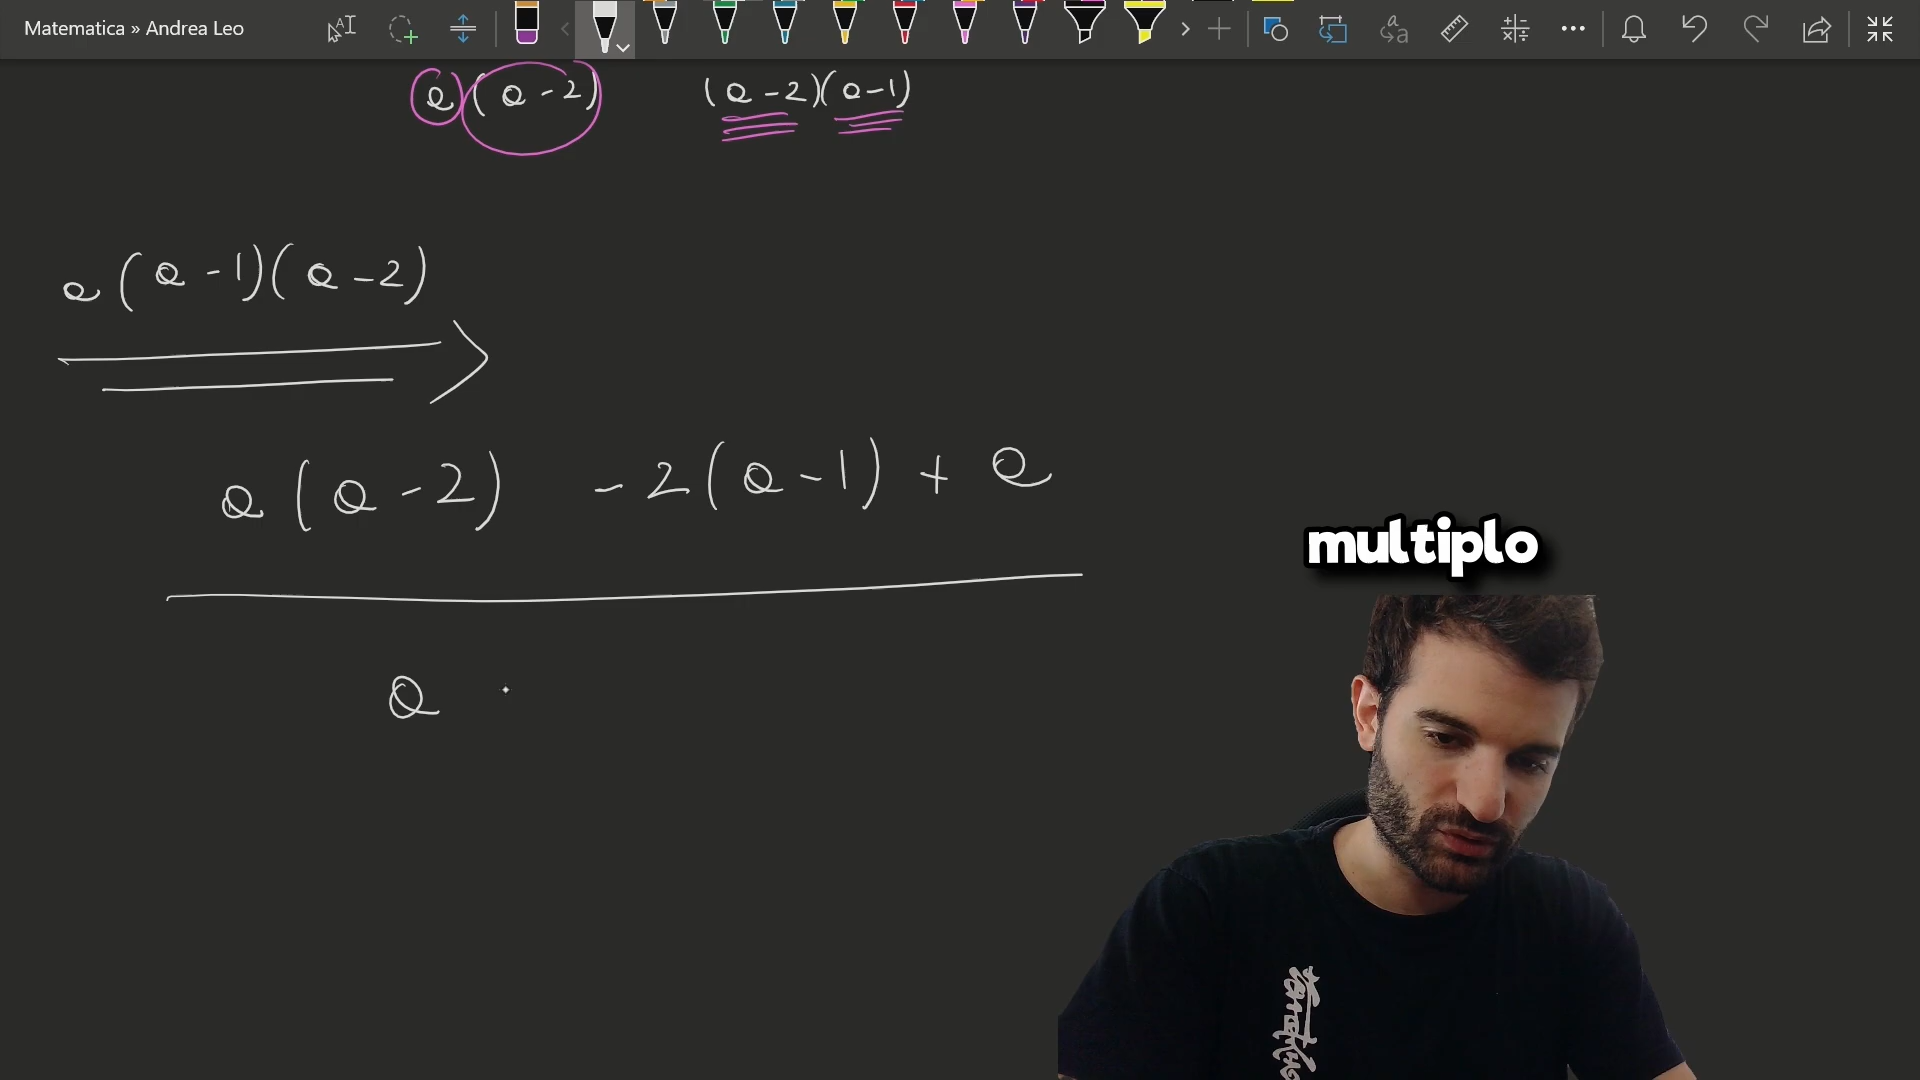 Matematica » Andrea Leo
a(a-2) (a-2)(a-1)
a(a-1)(a-2)
a(a-2) -2(a-1) + a
multiplo
a